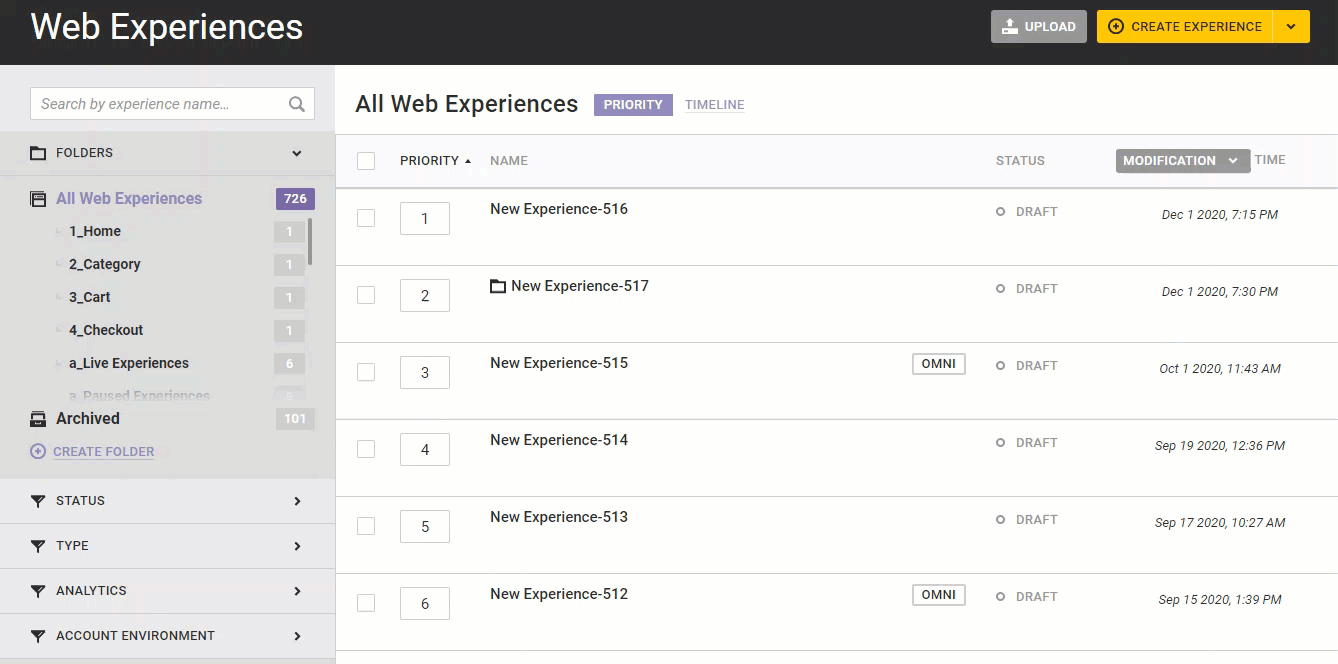 Web Experiences
UPLOAD
CREATE EXPERIENCE
Search by experience name...
FOLDERS
All Web Experiences 726
1_Home 1
2_Category 1
3_Cart 1
4_Checkout 1
a_Live Experiences 6
a_Paused Experiences
Archived 101
CREATE FOLDER
STATUS
TYPE
ANALYTICS
ACCOUNT ENVIRONMENT
All Web Experiences PRIORITY TIMELINE
PRIORITY NAME STATUS MODIFICATION TIME
1 New Experience-516 DRAFT Dec 1 2020, 7:15 PM
2 New Experience-517 DRAFT Dec 1 2020, 7:30 PM
3 New Experience-515 OMNI DRAFT Oct 1 2020, 11:43 AM
4 New Experience-514 DRAFT Sep 19 2020, 12:36 PM
5 New Experience-513 DRAFT Sep 17 2020, 10:27 AM
6 New Experience-512 OMNI DRAFT Sep 15 2020, 1:39 PM